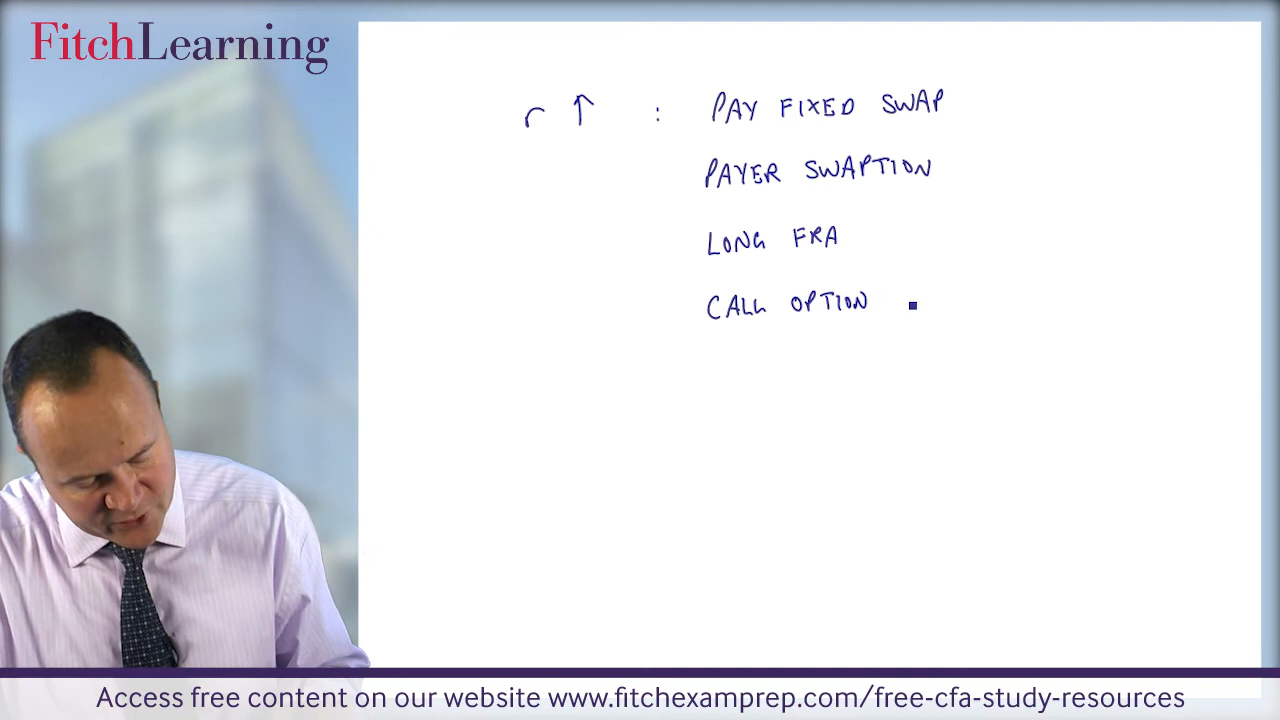 FitchLearning
r ↑ : PAY FIXED SWAP
PAYER SWAPTION
LONG FRA
CALL OPTION
Access free content on our website www.fitchexamprep.com/free-cfa-study-resources